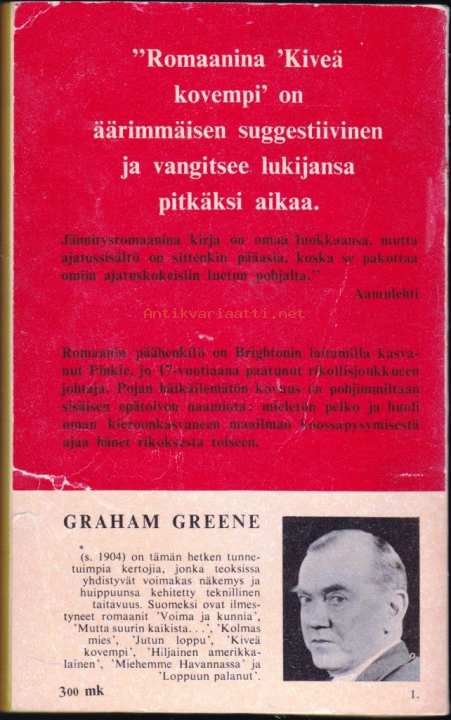 ”Romaanina ’Kiveä
kovempi’ on
äärimmäisen suggestiivinen
ja vangitsee lukijansa
pitkäksi aikaa.
Jännitysromaanina kirja on omaa luokkaansa, mutta
ajatussisältö on sittenkin pääasia, koska se pakottaa
omiin ajatuskokeisiin luetun pohjalta.”
Aamulehti
Antikvariaatti.net
Romaanin päähenkilö on Brightonin laitamilla kasva-
nut Pinkie, jo 17-vuotiaana paatunut rikollisjoukkueen
johtaja. Pojan häikäilemätön kovuus on pohjimmiltaan
sisäisen epätoivon naamiota: mieletön pelko ja huoli
oman kieroonkasvaneen maailman koossapysymisestä
ajaa hänet rikoksesta toiseen.
GRAHAM GREENE
*
(s. 1904) on tämän hetken tunne-
tuimpia kertojia, jonka teoksissa
yhdistyvät voimakas näkemys ja
huippuunsa kehitetty teknillinen
taitavuus. Suomeksi ovat ilmes-
tyneet romaanit ’Voima ja kunnia’,
’Mutta suurin kaikista. . .’, ’Kolmas
mies’, ’Jutun loppu’, ’Kiveä
kovempi’, ’Hiljainen amerikka-
lainen’, ’Miehemme Havannassa’ ja
’Loppuun palanut’.
300 mk
1.